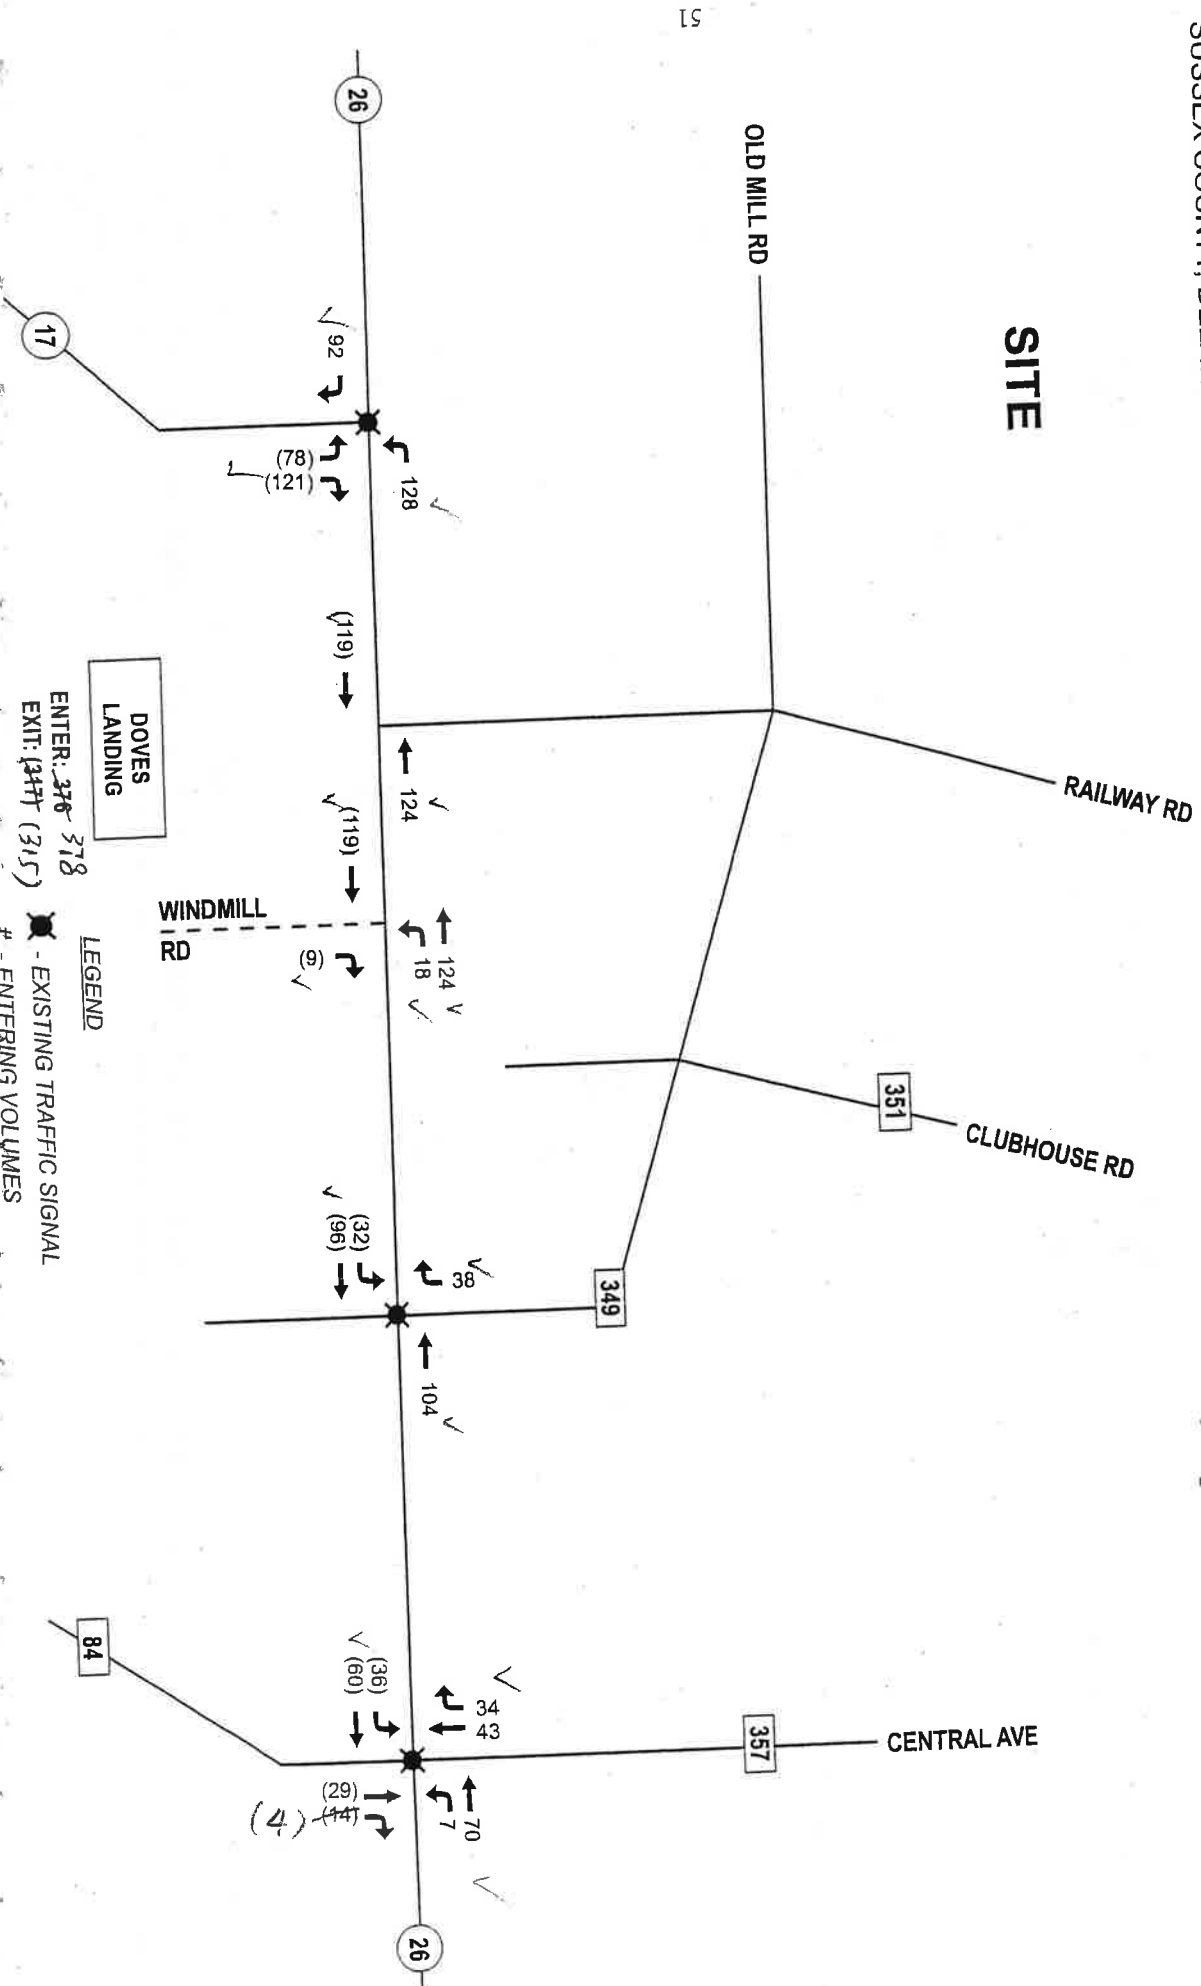 51
SUSSEX COUNTY,
SITE
OLD MILL RD
RAILWAY RD
351
CLUBHOUSE RD
349
357
CENTRAL AVE
26
17
92
(78)
(121)
128
(119)
124
(119)
124
18
(9)
WINDMILL
RD
(32)
(96)
38
104
(36)
(60)
34
43
70
7
(29)
(14)
(4)
84
26
DOVES
LANDING
ENTER: 376 378
EXIT: (317) (315)
LEGEND
- EXISTING TRAFFIC SIGNAL
# - ENTERING VOLUMES